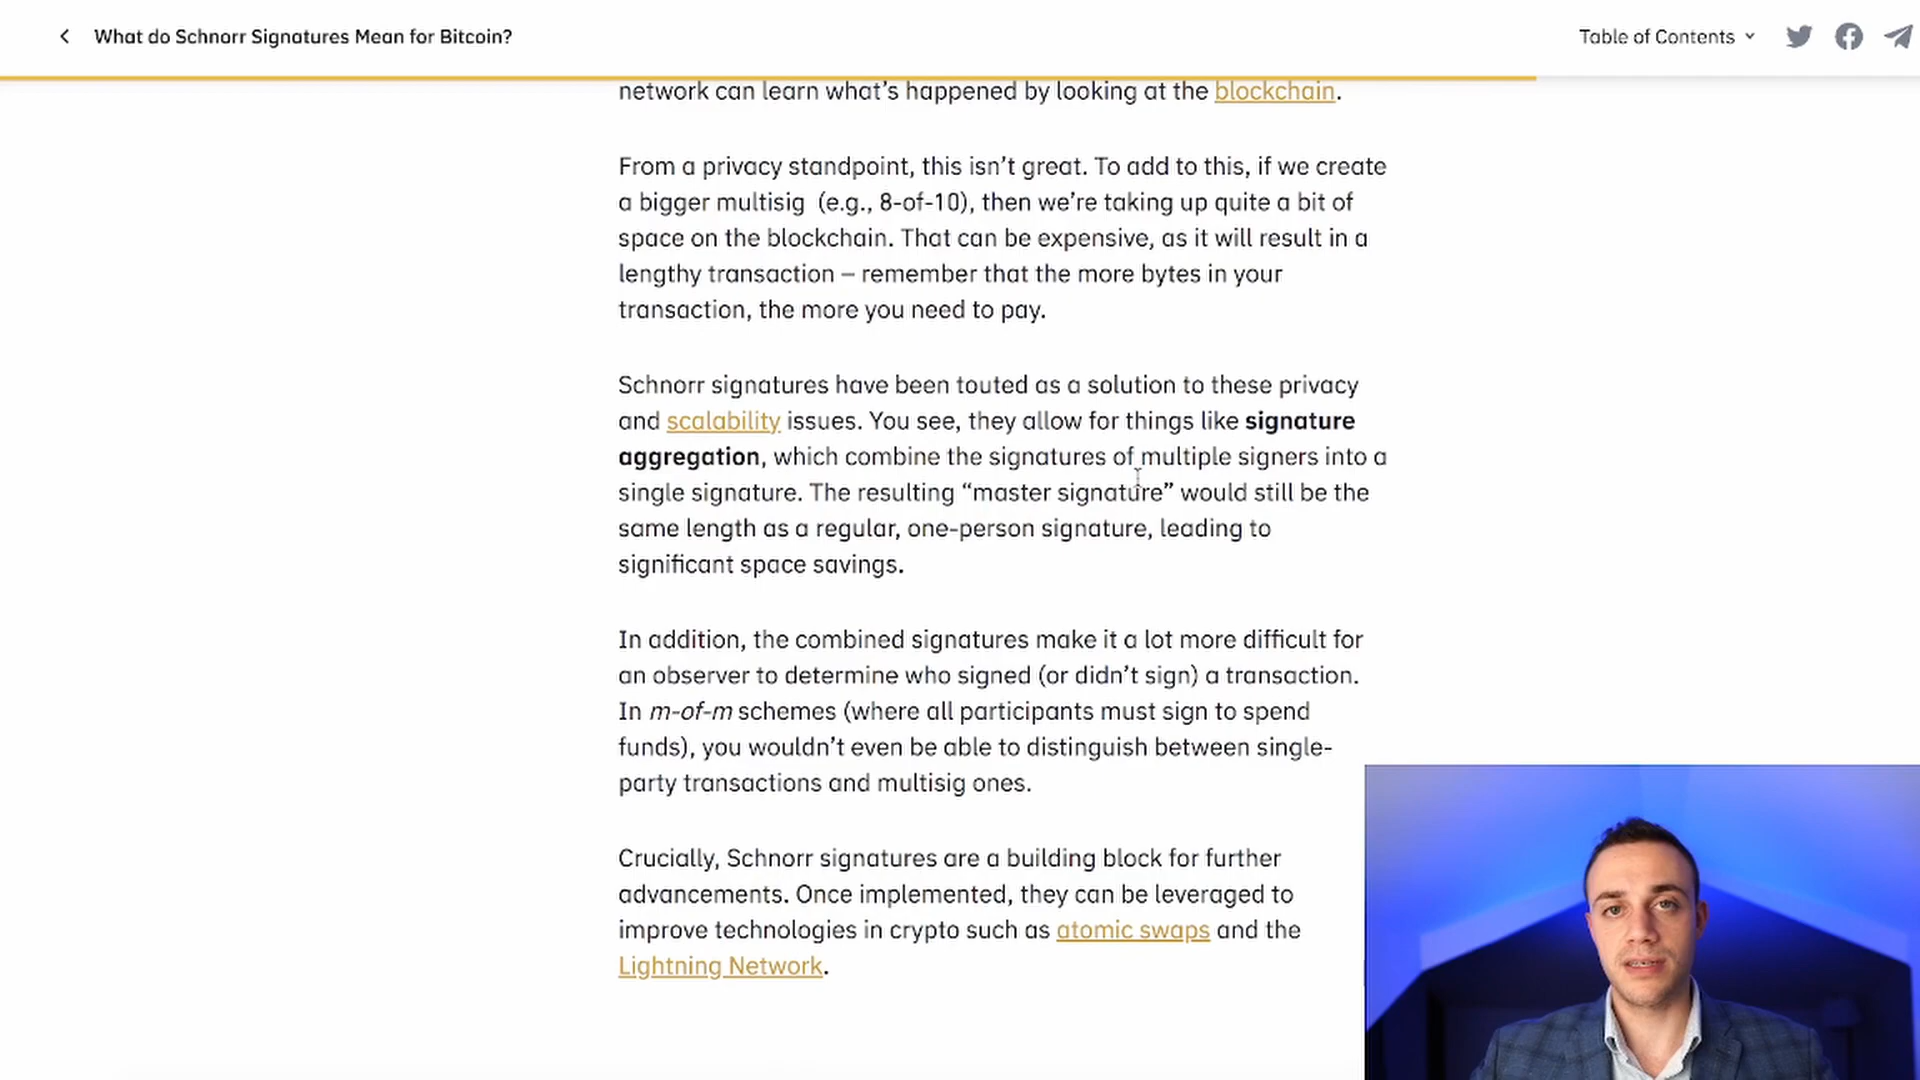 What do Schnorr Signatures Mean for Bitcoin?
Table of Contents
network can learn what’s happened by looking at the blockchain.
From a privacy standpoint, this isn’t great. To add to this, if we create
a bigger multisig (e.g., 8-of-10), then we’re taking up quite a bit of
space on the blockchain. That can be expensive, as it will result in a
lengthy transaction – remember that the more bytes in your
transaction, the more you need to pay.
Schnorr signatures have been touted as a solution to these privacy
and scalability issues. You see, they allow for things like signature
aggregation, which combine the signatures of multiple signers into a
single signature. The resulting “master signature” would still be the
same length as a regular, one-person signature, leading to
significant space savings.
In addition, the combined signatures make it a lot more difficult for
an observer to determine who signed (or didn’t sign) a transaction.
In m-of-m schemes (where all participants must sign to spend
funds), you wouldn’t even be able to distinguish between single-
party transactions and multisig ones.
Crucially, Schnorr signatures are a building block for further
advancements. Once implemented, they can be leveraged to
improve technologies in crypto such as atomic swaps and the
Lightning Network.